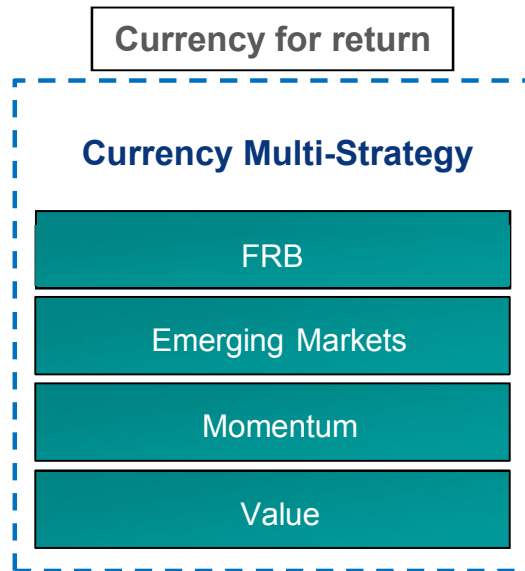 Currency for return
Currency Multi-Strategy
FRB
Emerging Markets
Momentum
Value